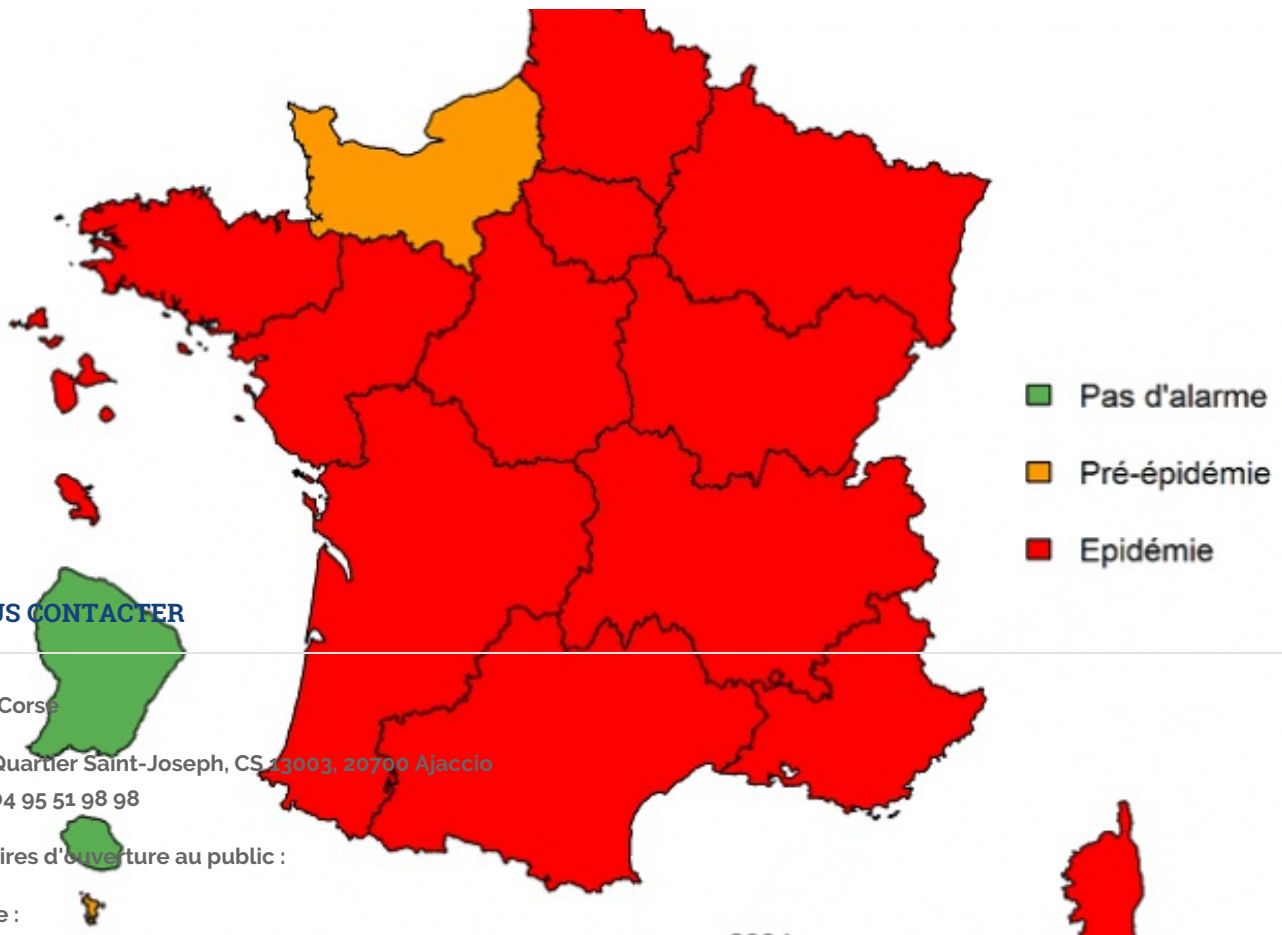 Pas d'alarme
Pré-épidémie
Epidémie
US CONTACTER
Corse
Quartier Saint-Joseph, CS 13003, 20700 Ajaccio
04 95 51 98 98
ires d'ouverture au public :
e :